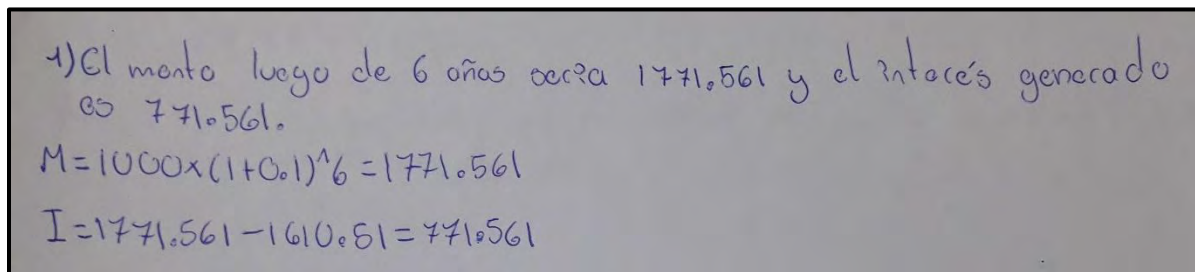 1) El monto luego de 6 años sería 1771.561 y el interés generado
es 771.561.
M=1000x(1+0.1)^6=1771.561
I=1771.561-1610.51=771.561